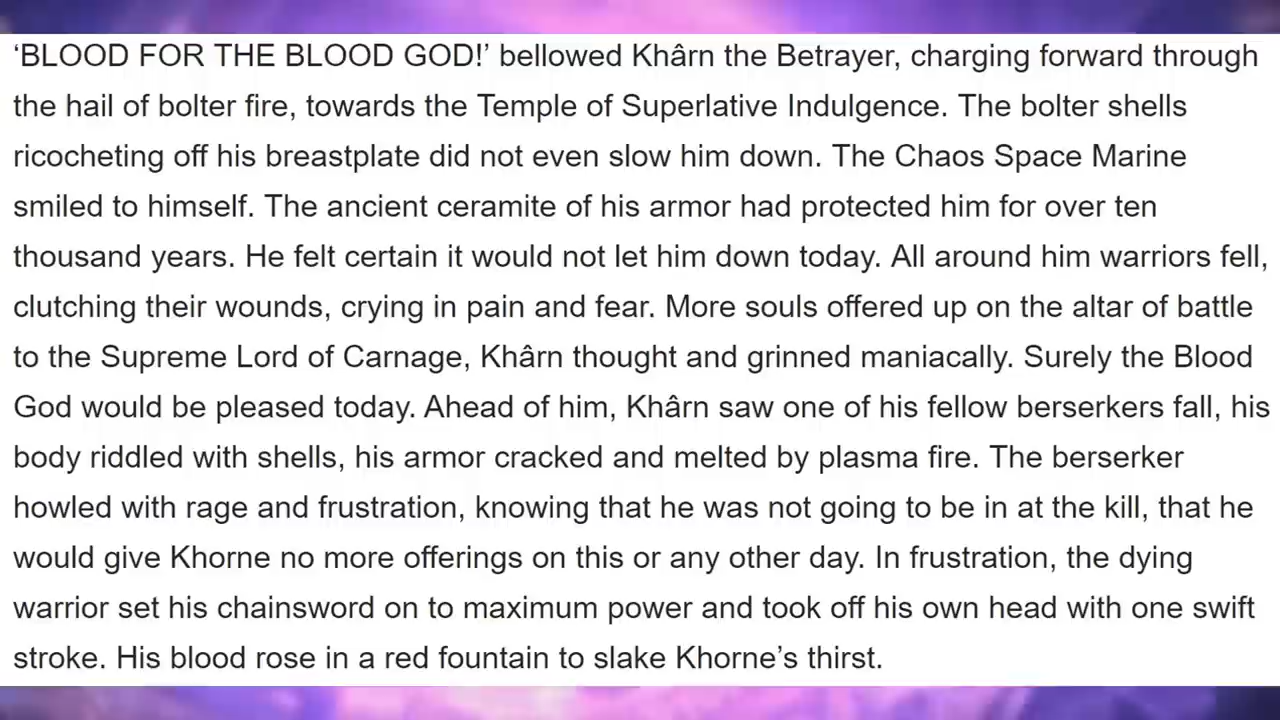 ‘BLOOD FOR THE BLOOD GOD!’ bellowed Khârn the Betrayer, charging forward through
the hail of bolter fire, towards the Temple of Superlative Indulgence. The bolter shells
ricocheting off his breastplate did not even slow him down. The Chaos Space Marine
smiled to himself. The ancient ceramite of his armor had protected him for over ten
thousand years. He felt certain it would not let him down today. All around him warriors fell,
clutching their wounds, crying in pain and fear. More souls offered up on the altar of battle
to the Supreme Lord of Carnage, Khârn thought and grinned maniacally. Surely the Blood
God would be pleased today. Ahead of him, Khârn saw one of his fellow berserkers fall, his
body riddled with shells, his armor cracked and melted by plasma fire. The berserker
howled with rage and frustration, knowing that he was not going to be in at the kill, that he
would give Khorne no more offerings on this or any other day. In frustration, the dying
warrior set his chainsword on to maximum power and took off his own head with one swift
stroke. His blood rose in a red fountain to slake Khorne’s thirst.